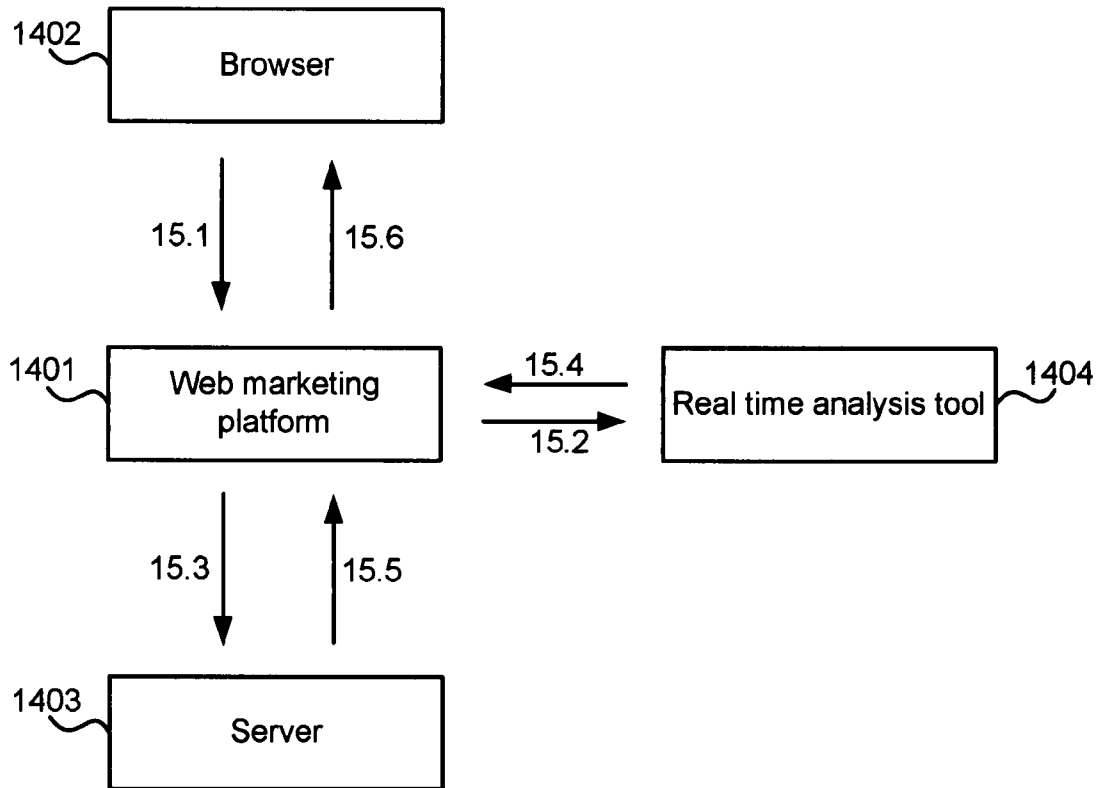 1402
Browser
15.1
15.6
1401
Web marketing
platform
15.4
15.2
Real time analysis tool
1404
15.3
15.5
1403
Server